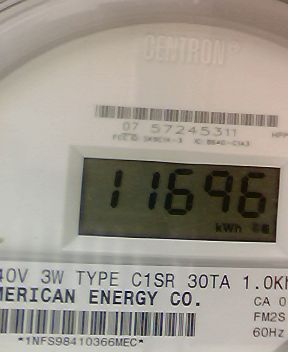 CENTRON®
07 57245311
11696
kWh
40V 3W TYPE C1SR 30TA 1.0Kh
MERICAN ENERGY CO.
CA 0
FM2S
60Hz
*1NFS98410366MEC*